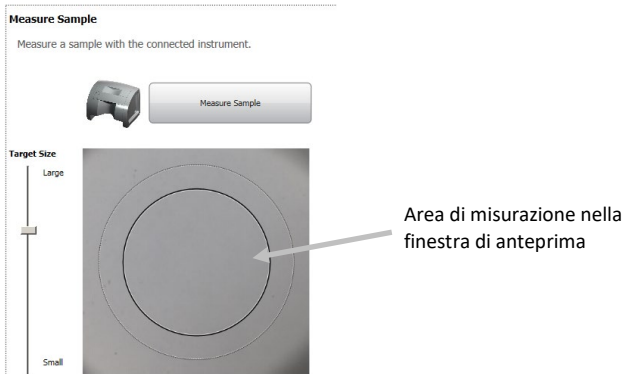 Measure Sample
Measure a sample with the connected instrument.
Measure Sample
Target Size
Large
Area di misurazione nella
finestra di anteprima
Small